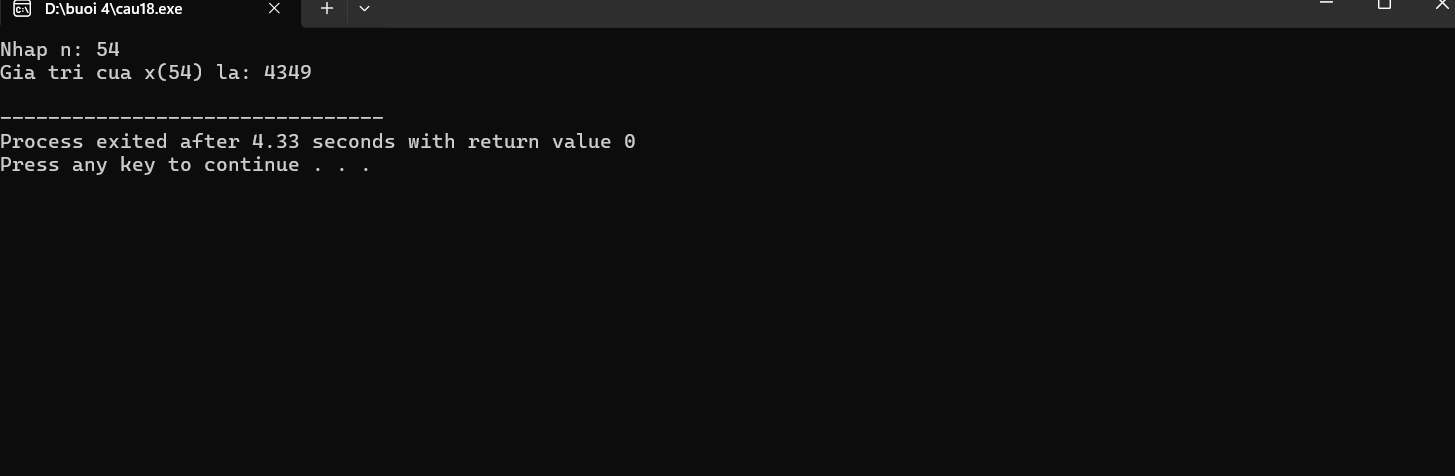 D:\buoi 4\cau18.exe
Nhap n: 54
Gia tri cua x(54) la: 4349
--------------------------------
Process exited after 4.33 seconds with return value 0
Press any key to continue . . .